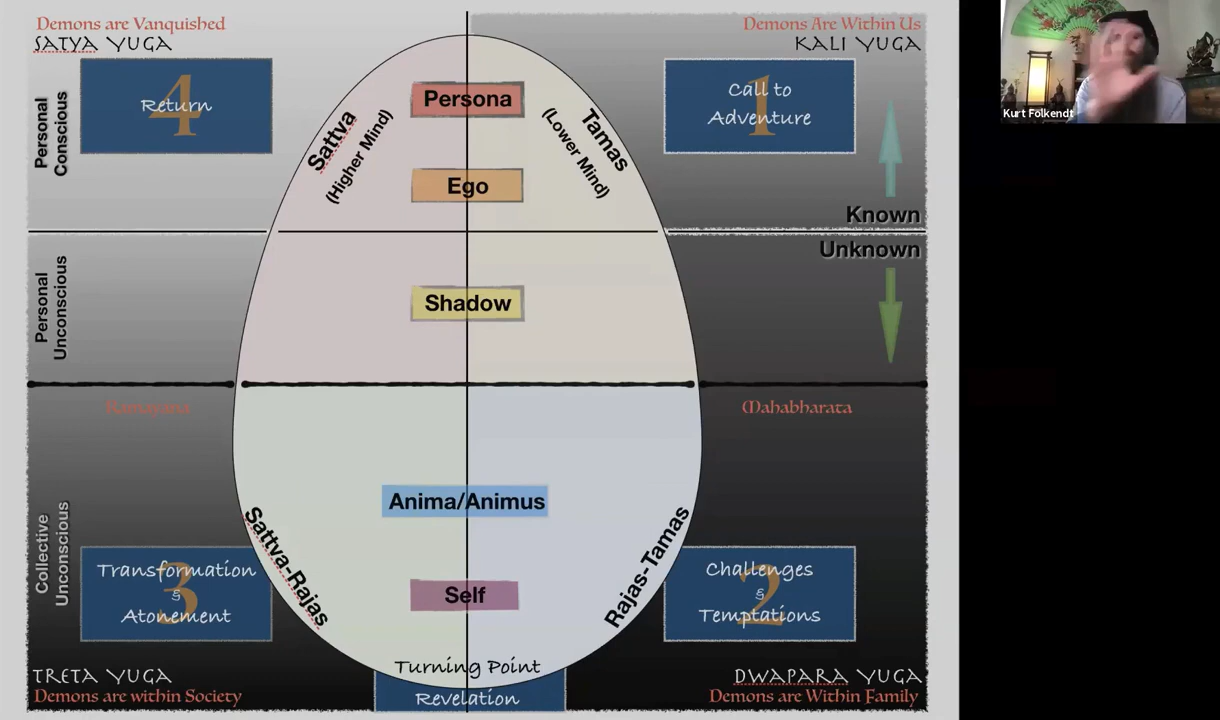 Demons are Vanquished
SATYA YUGA
Demons Are Within Us
KALI YUGA
Personal
Conscious
4
Return
Sattva
(Higher Mind)
Persona
Ego
Tamas
(Lower Mind)
1
Call to
Adventure
Known
Unknown
Personal
Unconscious
Shadow
Ramayana
Mahabharata
Collective
Unconscious
Anima/Animus
Self
Sattva-Rajas
Rajas-Tamas
3
Transformation
&
Atonement
2
Challenges
&
Temptations
Turning Point
Revelation
TRETA YUGA
Demons are within Society
DWAPARA YUGA
Demons are Within Family
Kurt Folkendt